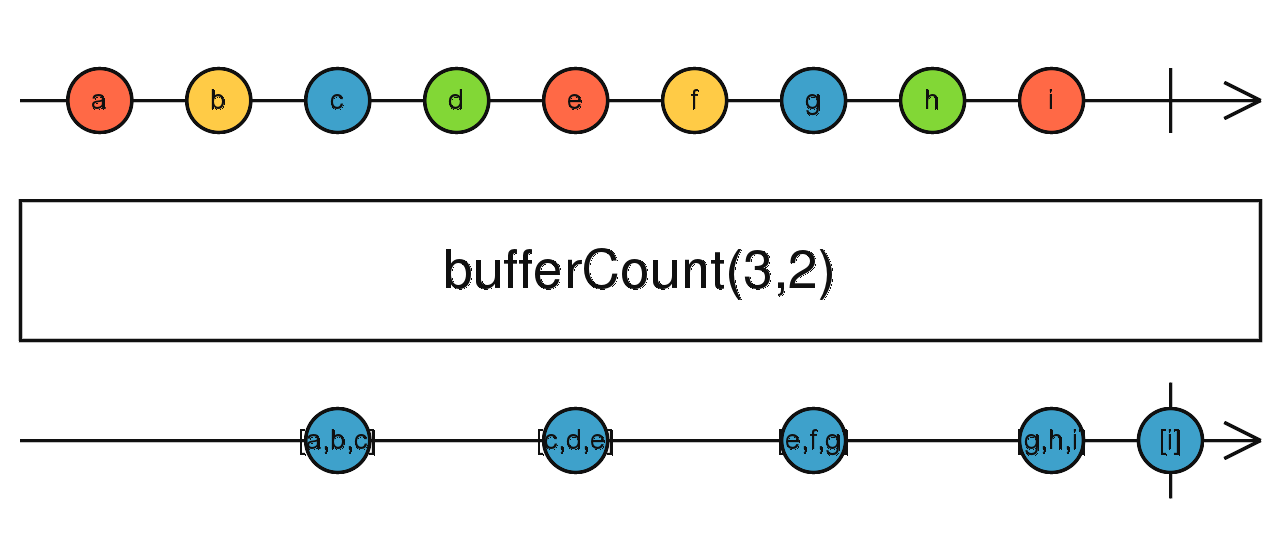 a b c d e f g h i
bufferCount(3,2)
[a,b,c] [c,d,e] [e,f,g] [g,h,i] [i]